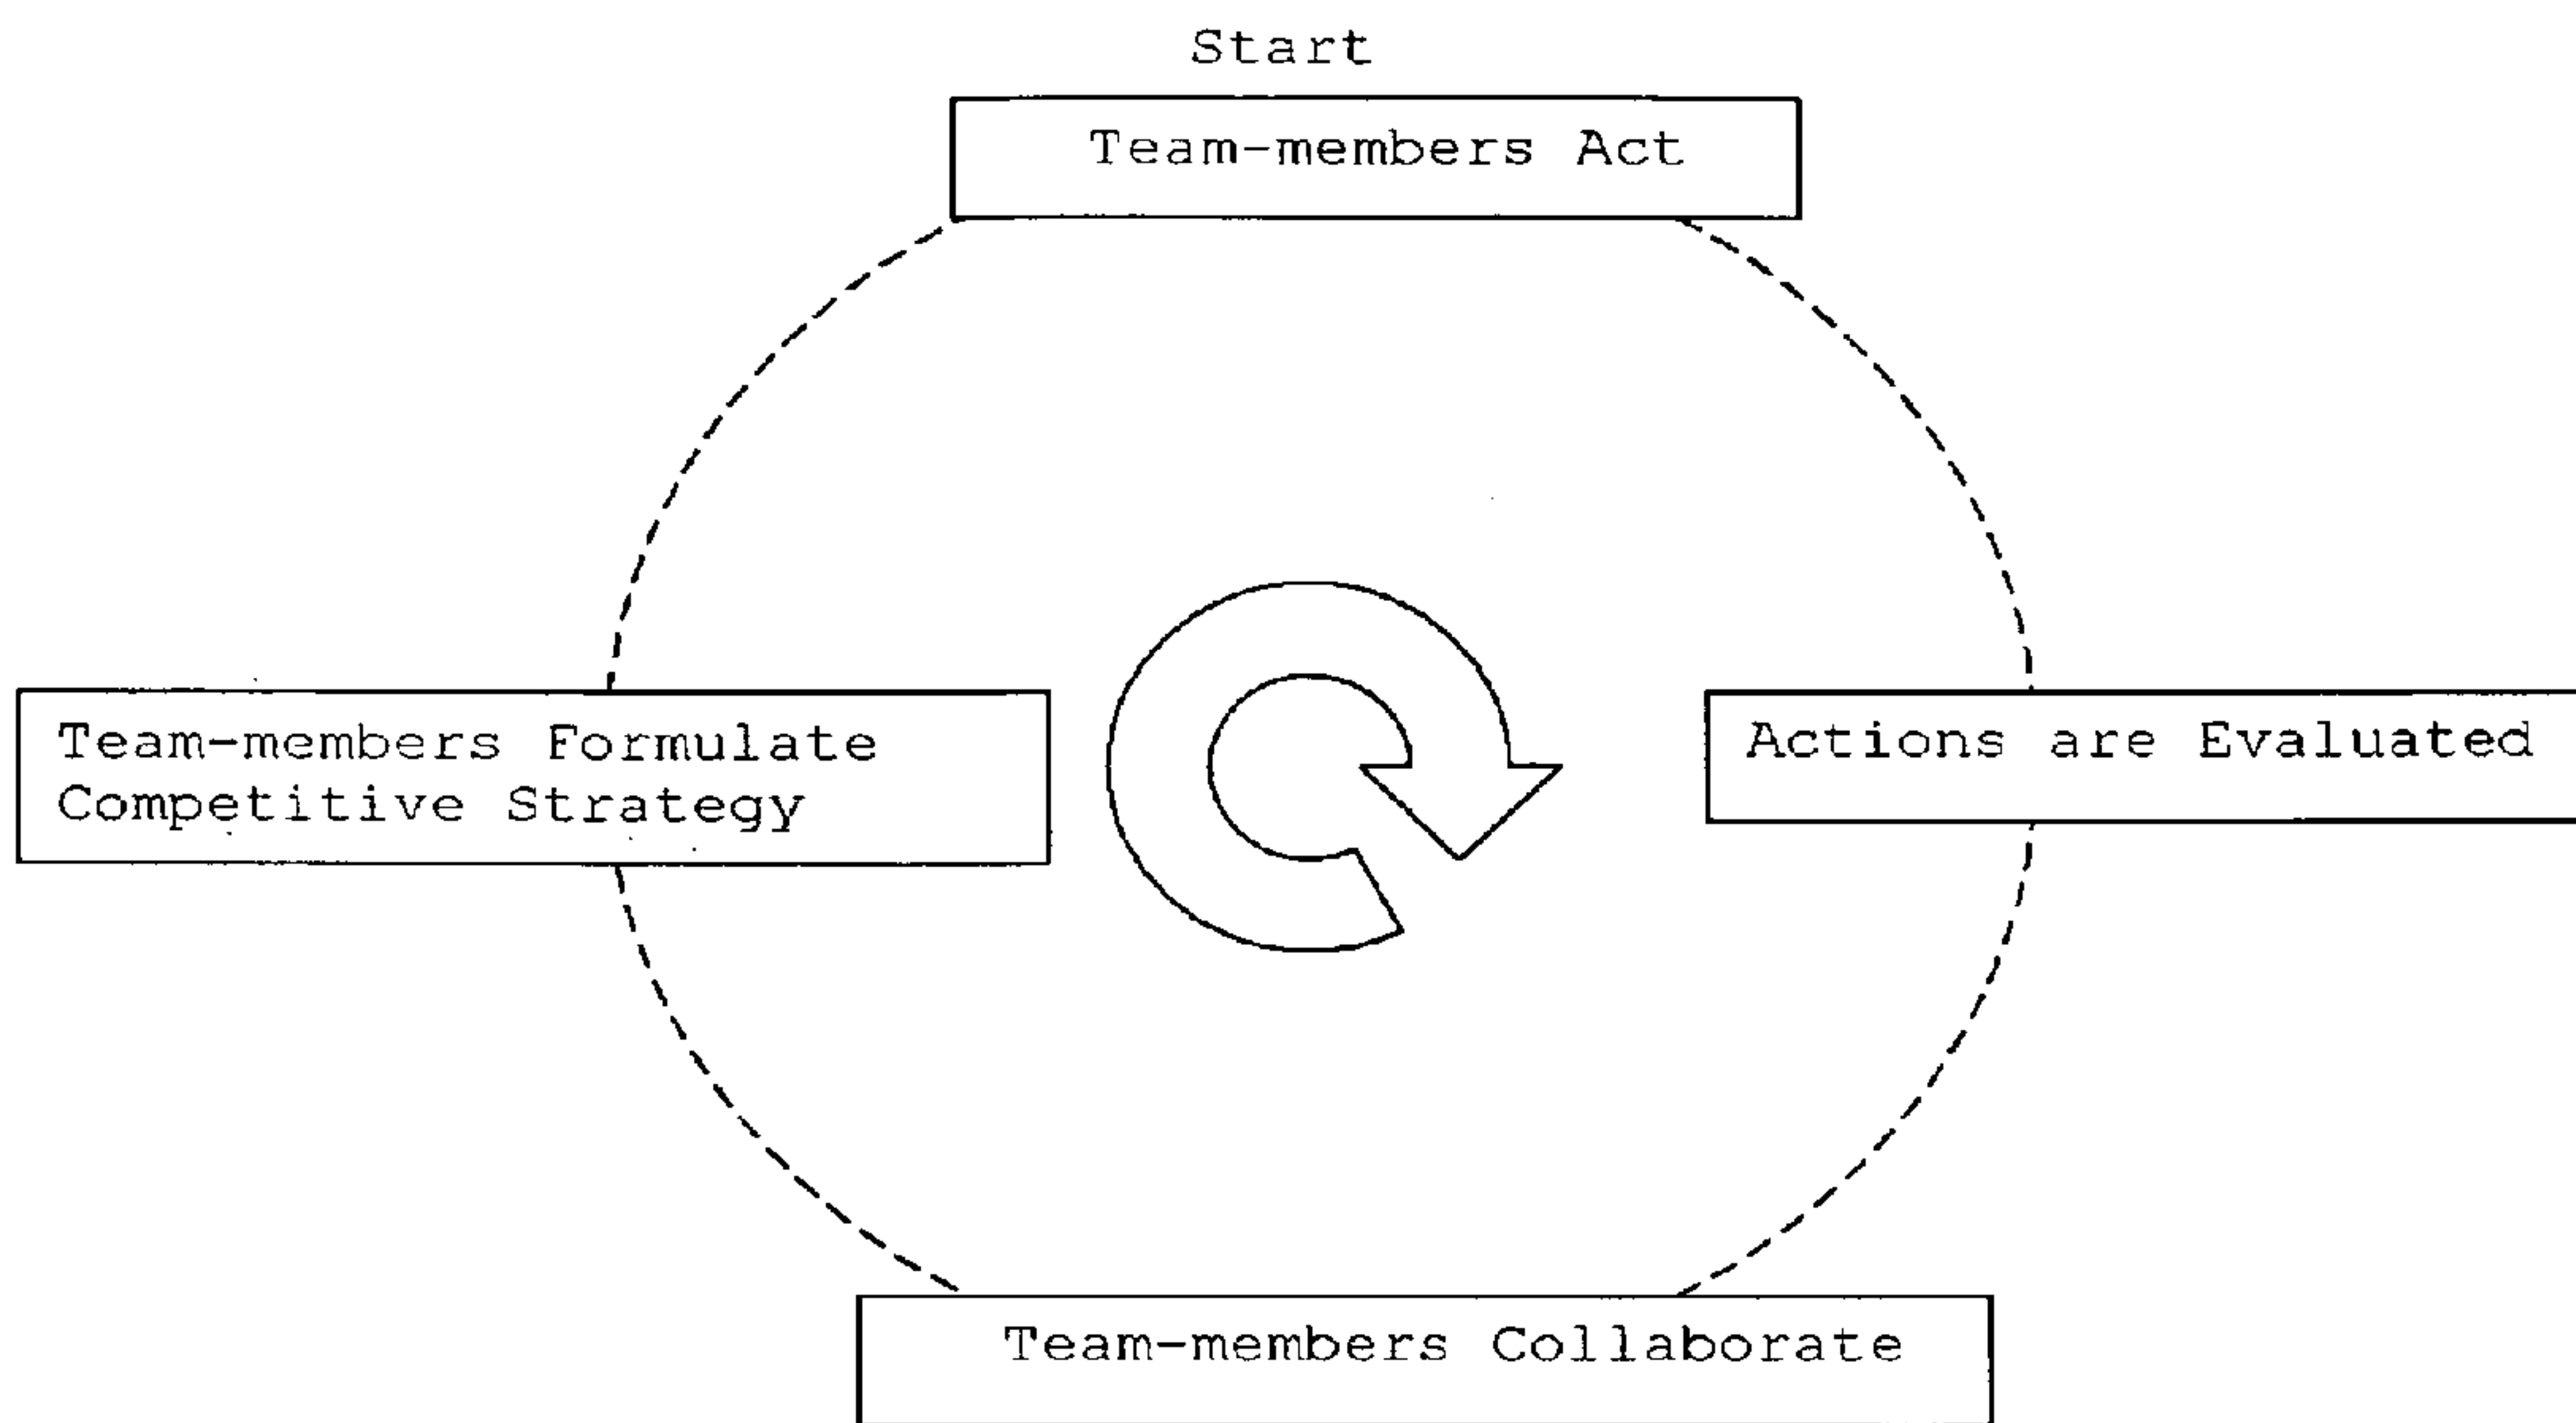 Start
Team-members Act
Team-members Formulate
Competitive Strategy
Actions are Evaluated
Team-members Collaborate